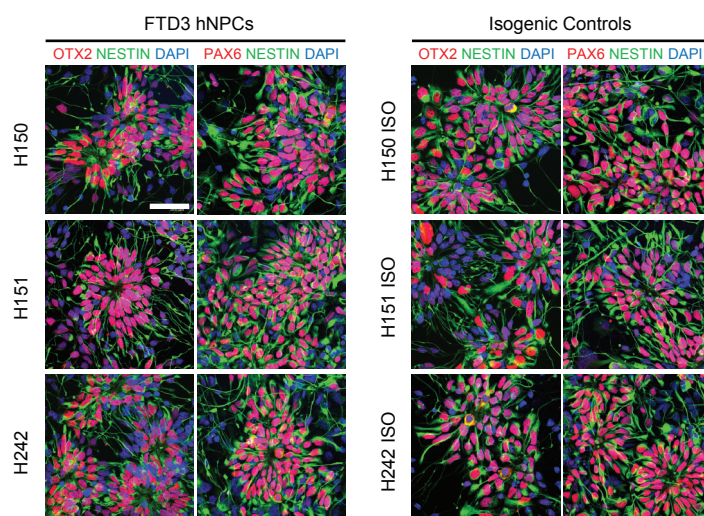 FTD3 hNPCs
Isogenic Controls
OTX2 NESTIN DAPI
PAX6 NESTIN DAPI
OTX2 NESTIN DAPI
PAX6 NESTIN DAPI
H150
H150 ISO
H151
H151 ISO
H242
H242 ISO